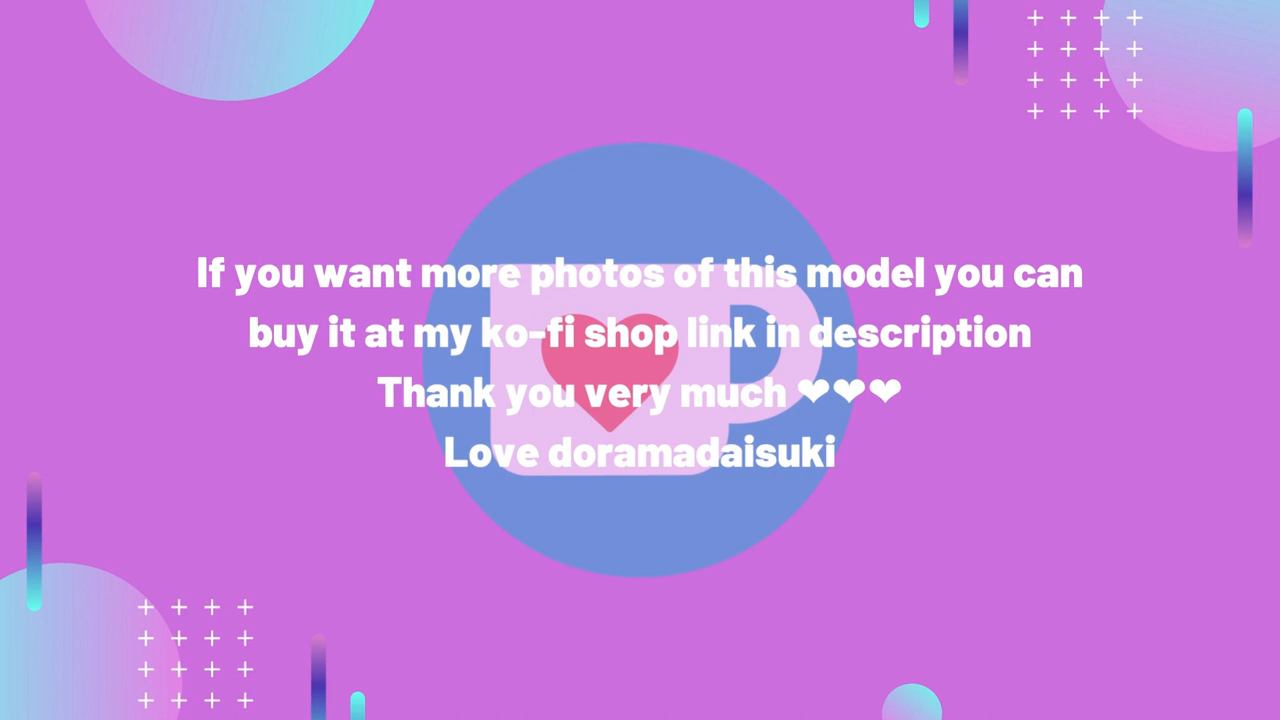 If you want more photos of this model you can
buy it at my ko-fi shop link in description
Thank you very much ❤❤❤
Love doramadaisuki